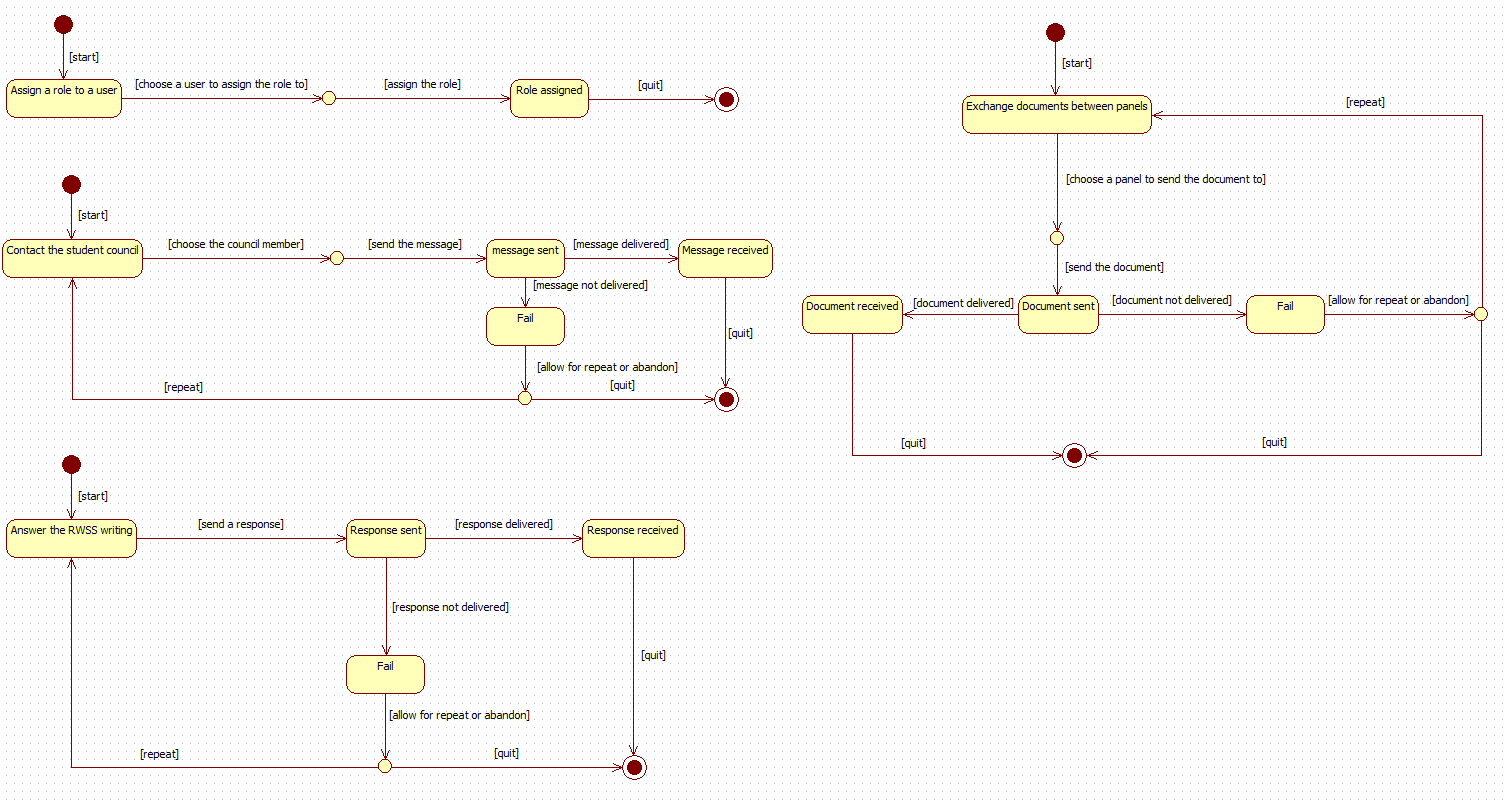 [start]
Assign a role to a user
[choose a user to assign the role to]
[assign the role]
Role assigned
[quit]
[start]
Contact the student council
[choose the council member]
[send the message]
message sent
[message delivered]
Message received
[message not delivered]
Fail
[quit]
[allow for repeat or abandon]
[repeat]
[quit]
[start]
Answer the RWSS writing
[send a response]
Response sent
[response delivered]
Response received
[response not delivered]
Fail
[quit]
[allow for repeat or abandon]
[repeat]
[quit]
[start]
Exchange documents between panels
[repeat]
[choose a panel to send the document to]
[send the document]
Document received
[document delivered]
Document sent
[document not delivered]
Fail
[allow for repeat or abandon]
[quit]
[quit]